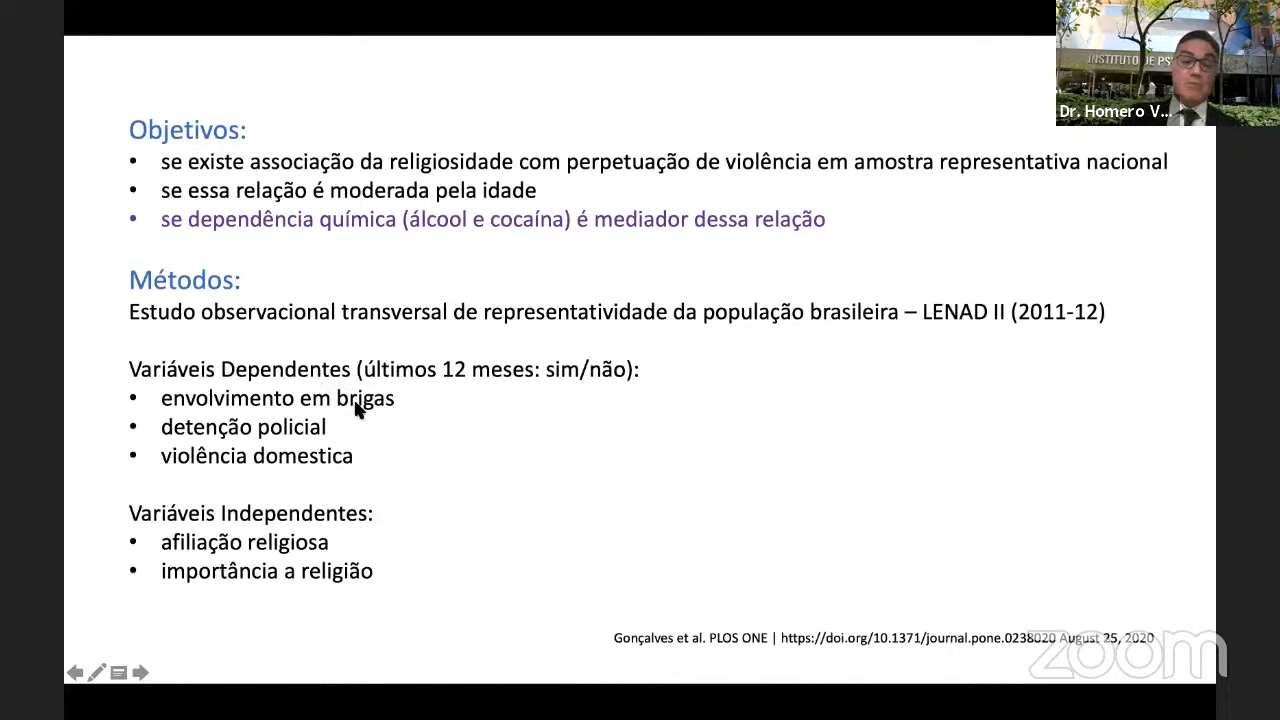 INSTITUTO DE PS
Dr. Homero V...
Objetivos:
• se existe associação da religiosidade com perpetuação de violência em amostra representativa nacional
• se essa relação é moderada pela idade
• se dependência química (álcool e cocaína) é mediador dessa relação
Métodos:
Estudo observacional transversal de representatividade da população brasileira – LENAD II (2011-12)
Variáveis Dependentes (últimos 12 meses: sim/não):
• envolvimento em brigas
• detenção policial
• violência domestica
Variáveis Independentes:
• afiliação religiosa
• importância a religião
Gonçalves et al. PLOS ONE | https://doi.org/10.1371/journal.pone.0238020 August 25, 2020
zoom